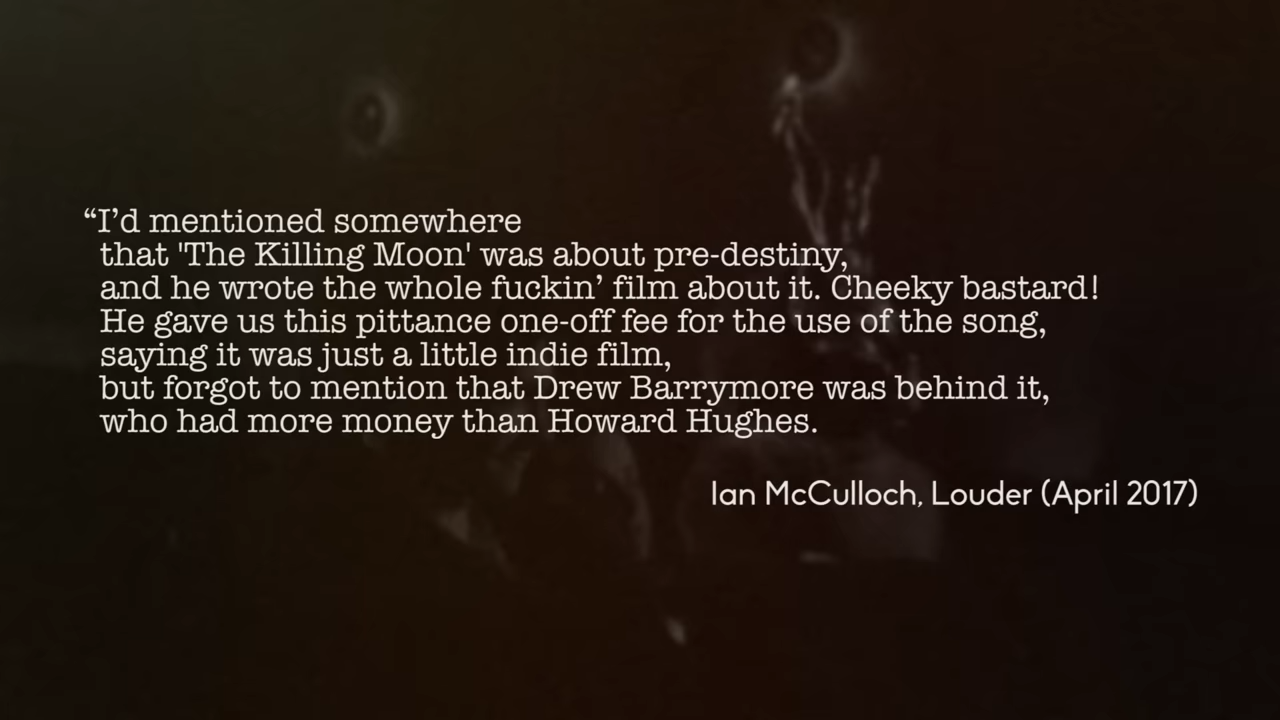 “I’d mentioned somewhere
that 'The Killing Moon' was about pre-destiny,
and he wrote the whole fuckin’ film about it. Cheeky bastard!
He gave us this pittance one-off fee for the use of the song,
saying it was just a little indie film,
but forgot to mention that Drew Barrymore was behind it,
who had more money than Howard Hughes.
Ian McCulloch, Louder (April 2017)